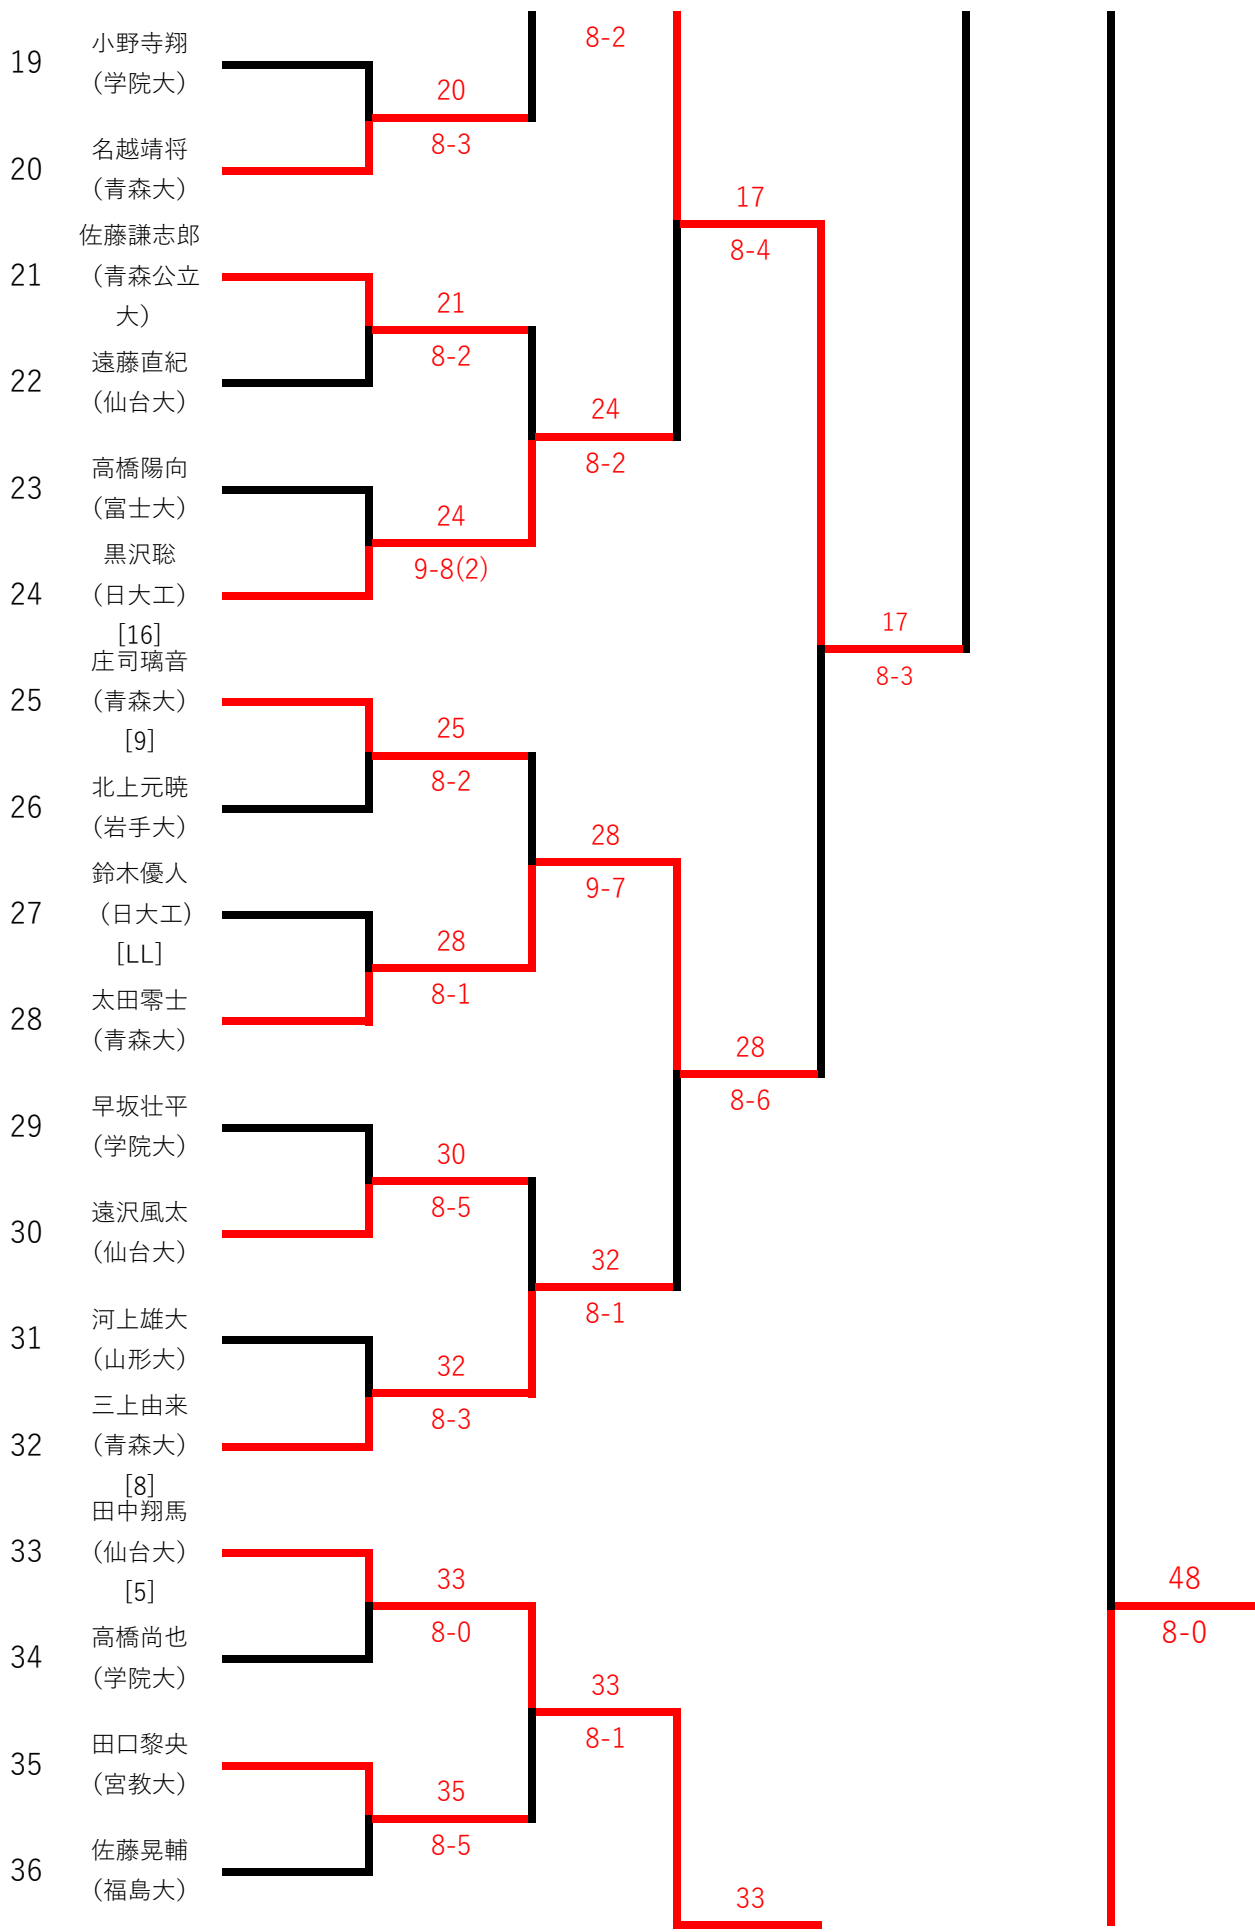 8-2
19
小野寺翔
(学院大)
20
8-3
20
名越靖将
(青森大)
17
8-4
21
佐藤謙志郎
(青森公立
大)
21
8-2
22
遠藤直紀
(仙台大)
24
8-2
23
高橋陽向
(富士大)
24
9-8(2)
24
黒沢聡
(日大工)
[16]
17
8-3
25
庄司璃音
(青森大)
[9]
25
8-2
26
北上元暁
(岩手大)
28
9-7
27
鈴木優人
(日大工)
[LL]
28
8-1
28
太田零士
(青森大)
28
8-6
29
早坂壮平
(学院大)
30
8-5
30
遠沢風太
(仙台大)
32
8-1
31
河上雄大
(山形大)
32
8-3
32
三上由来
(青森大)
[8]
33
田中翔馬
(仙台大)
[5]
33
8-0
48
8-0
34
高橋尚也
(学院大)
33
8-1
35
田口黎央
(宮教大)
35
8-5
36
佐藤晃輔
(福島大)
33